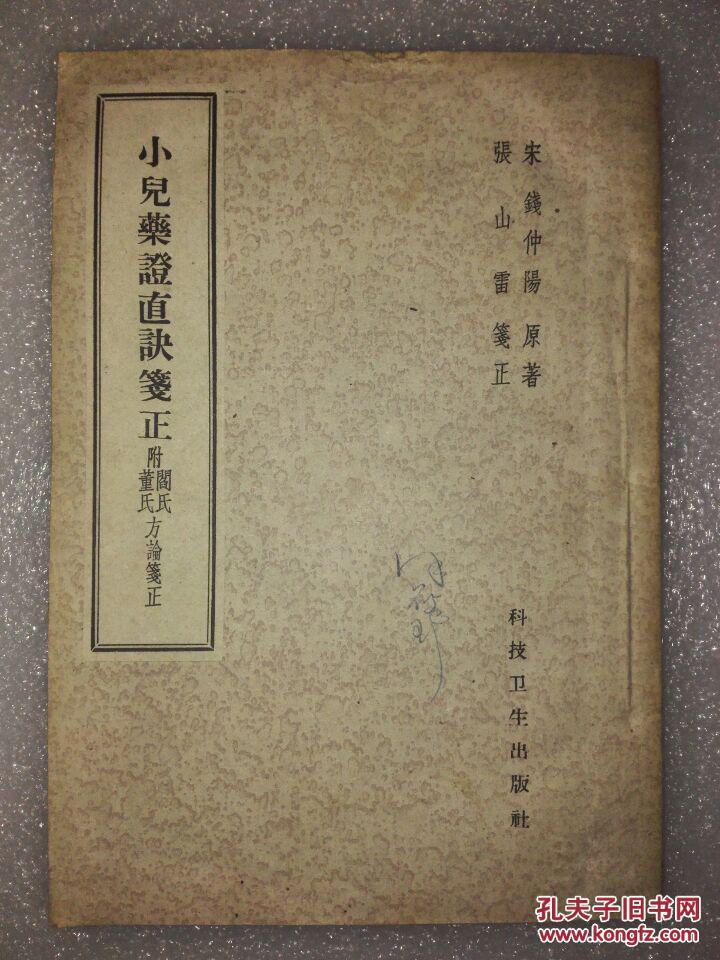 宋 錢仲陽 原著
張山雷 箋正
小兒藥證直訣箋正
附閻氏董氏方論箋正
科技卫生出版社
孔夫子旧书网
www.kongfz.com